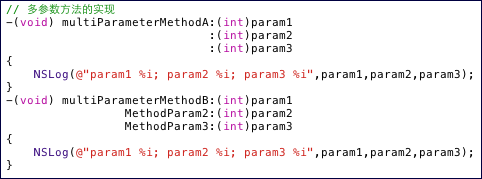 // 多参数方法的实现
-(void) multiParameterMethodA:(int)param1
:(int)param2
:(int)param3
{
NSLog(@"param1 %i; param2 %i; param3 %i",param1,param2,param3);
}
-(void) multiParameterMethodB:(int)param1
MethodParam2:(int)param2
MethodParam3:(int)param3
{
NSLog(@"param1 %i; param2 %i; param3 %i",param1,param2,param3);
}